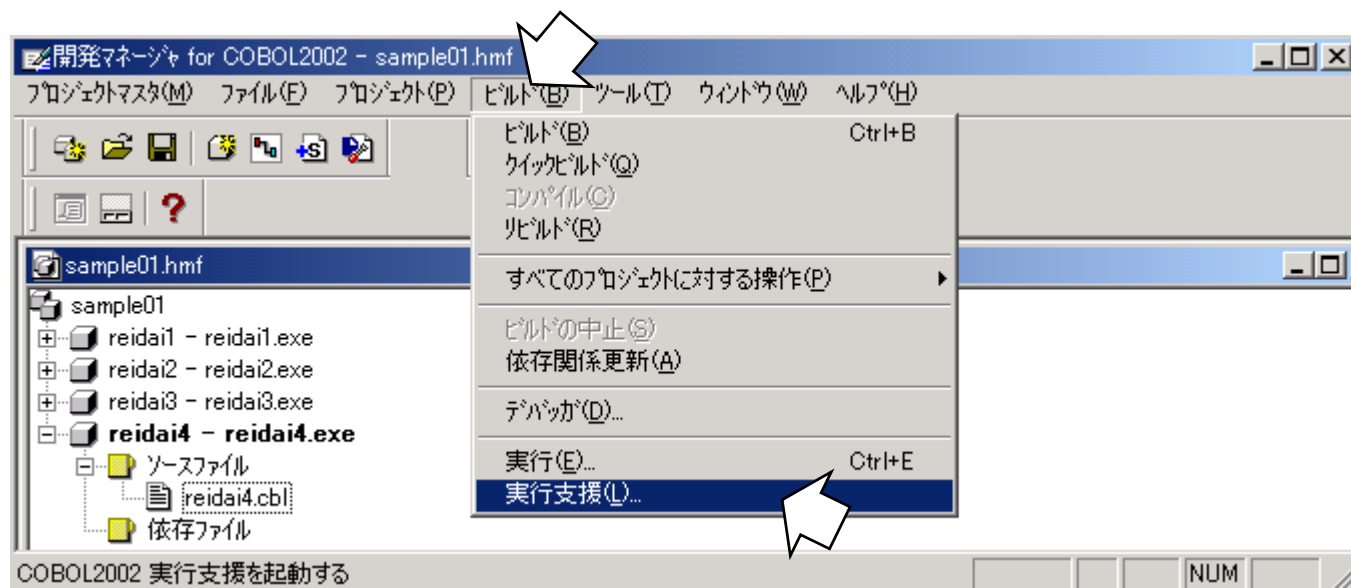 開発マネージャ for COBOL2002 - sample01.hmf
プロジェクトマスタ(M) ファイル(F) プロジェクト(P) ビルド(B) ツール(T) ウィンドウ(W) ヘルプ(H)
ビルド(B) Ctrl+B
クイックビルド(Q)
コンパイル(C)
リビルド(R)
すべてのプロジェクトに対する操作(P)
ビルドの中止(S)
依存関係更新(A)
デバッガ(D)...
実行(E)... Ctrl+E
実行支援(L)...
sample01.hmf
sample01
reidai1 - reidai1.exe
reidai2 - reidai2.exe
reidai3 - reidai3.exe
reidai4 - reidai4.exe
ソースファイル
reidai4.cbl
依存ファイル
COBOL2002 実行支援を起動する NUM